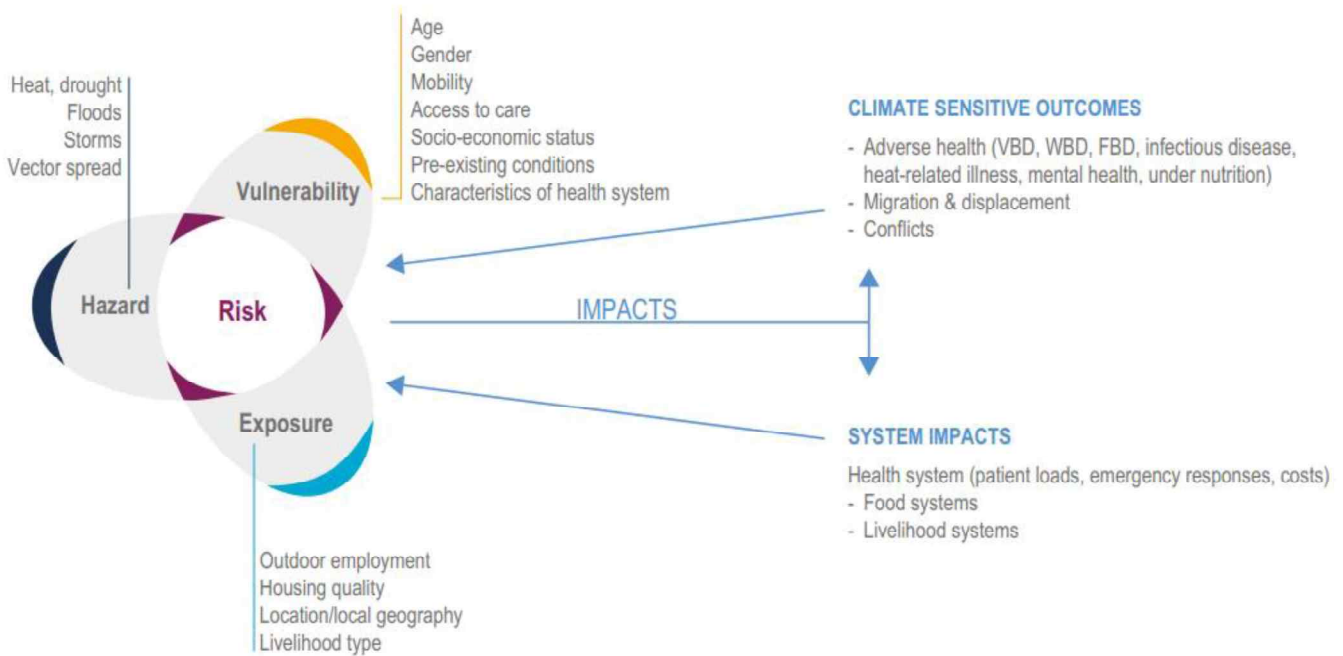 Age
Gender
Mobility
Access to care
Socio-economic status
Pre-existing conditions
Characteristics of health system
Heat, drought
Floods
Storms
Vector spread
Vulnerability
Hazard
Risk
Exposure
Outdoor employment
Housing quality
Location/local geography
Livelihood type
IMPACTS
CLIMATE SENSITIVE OUTCOMES
- Adverse health (VBD, WBD, FBD, infectious disease,
heat-related illness, mental health, under nutrition)
- Migration & displacement
- Conflicts
SYSTEM IMPACTS
Health system (patient loads, emergency responses, costs)
- Food systems
- Livelihood systems